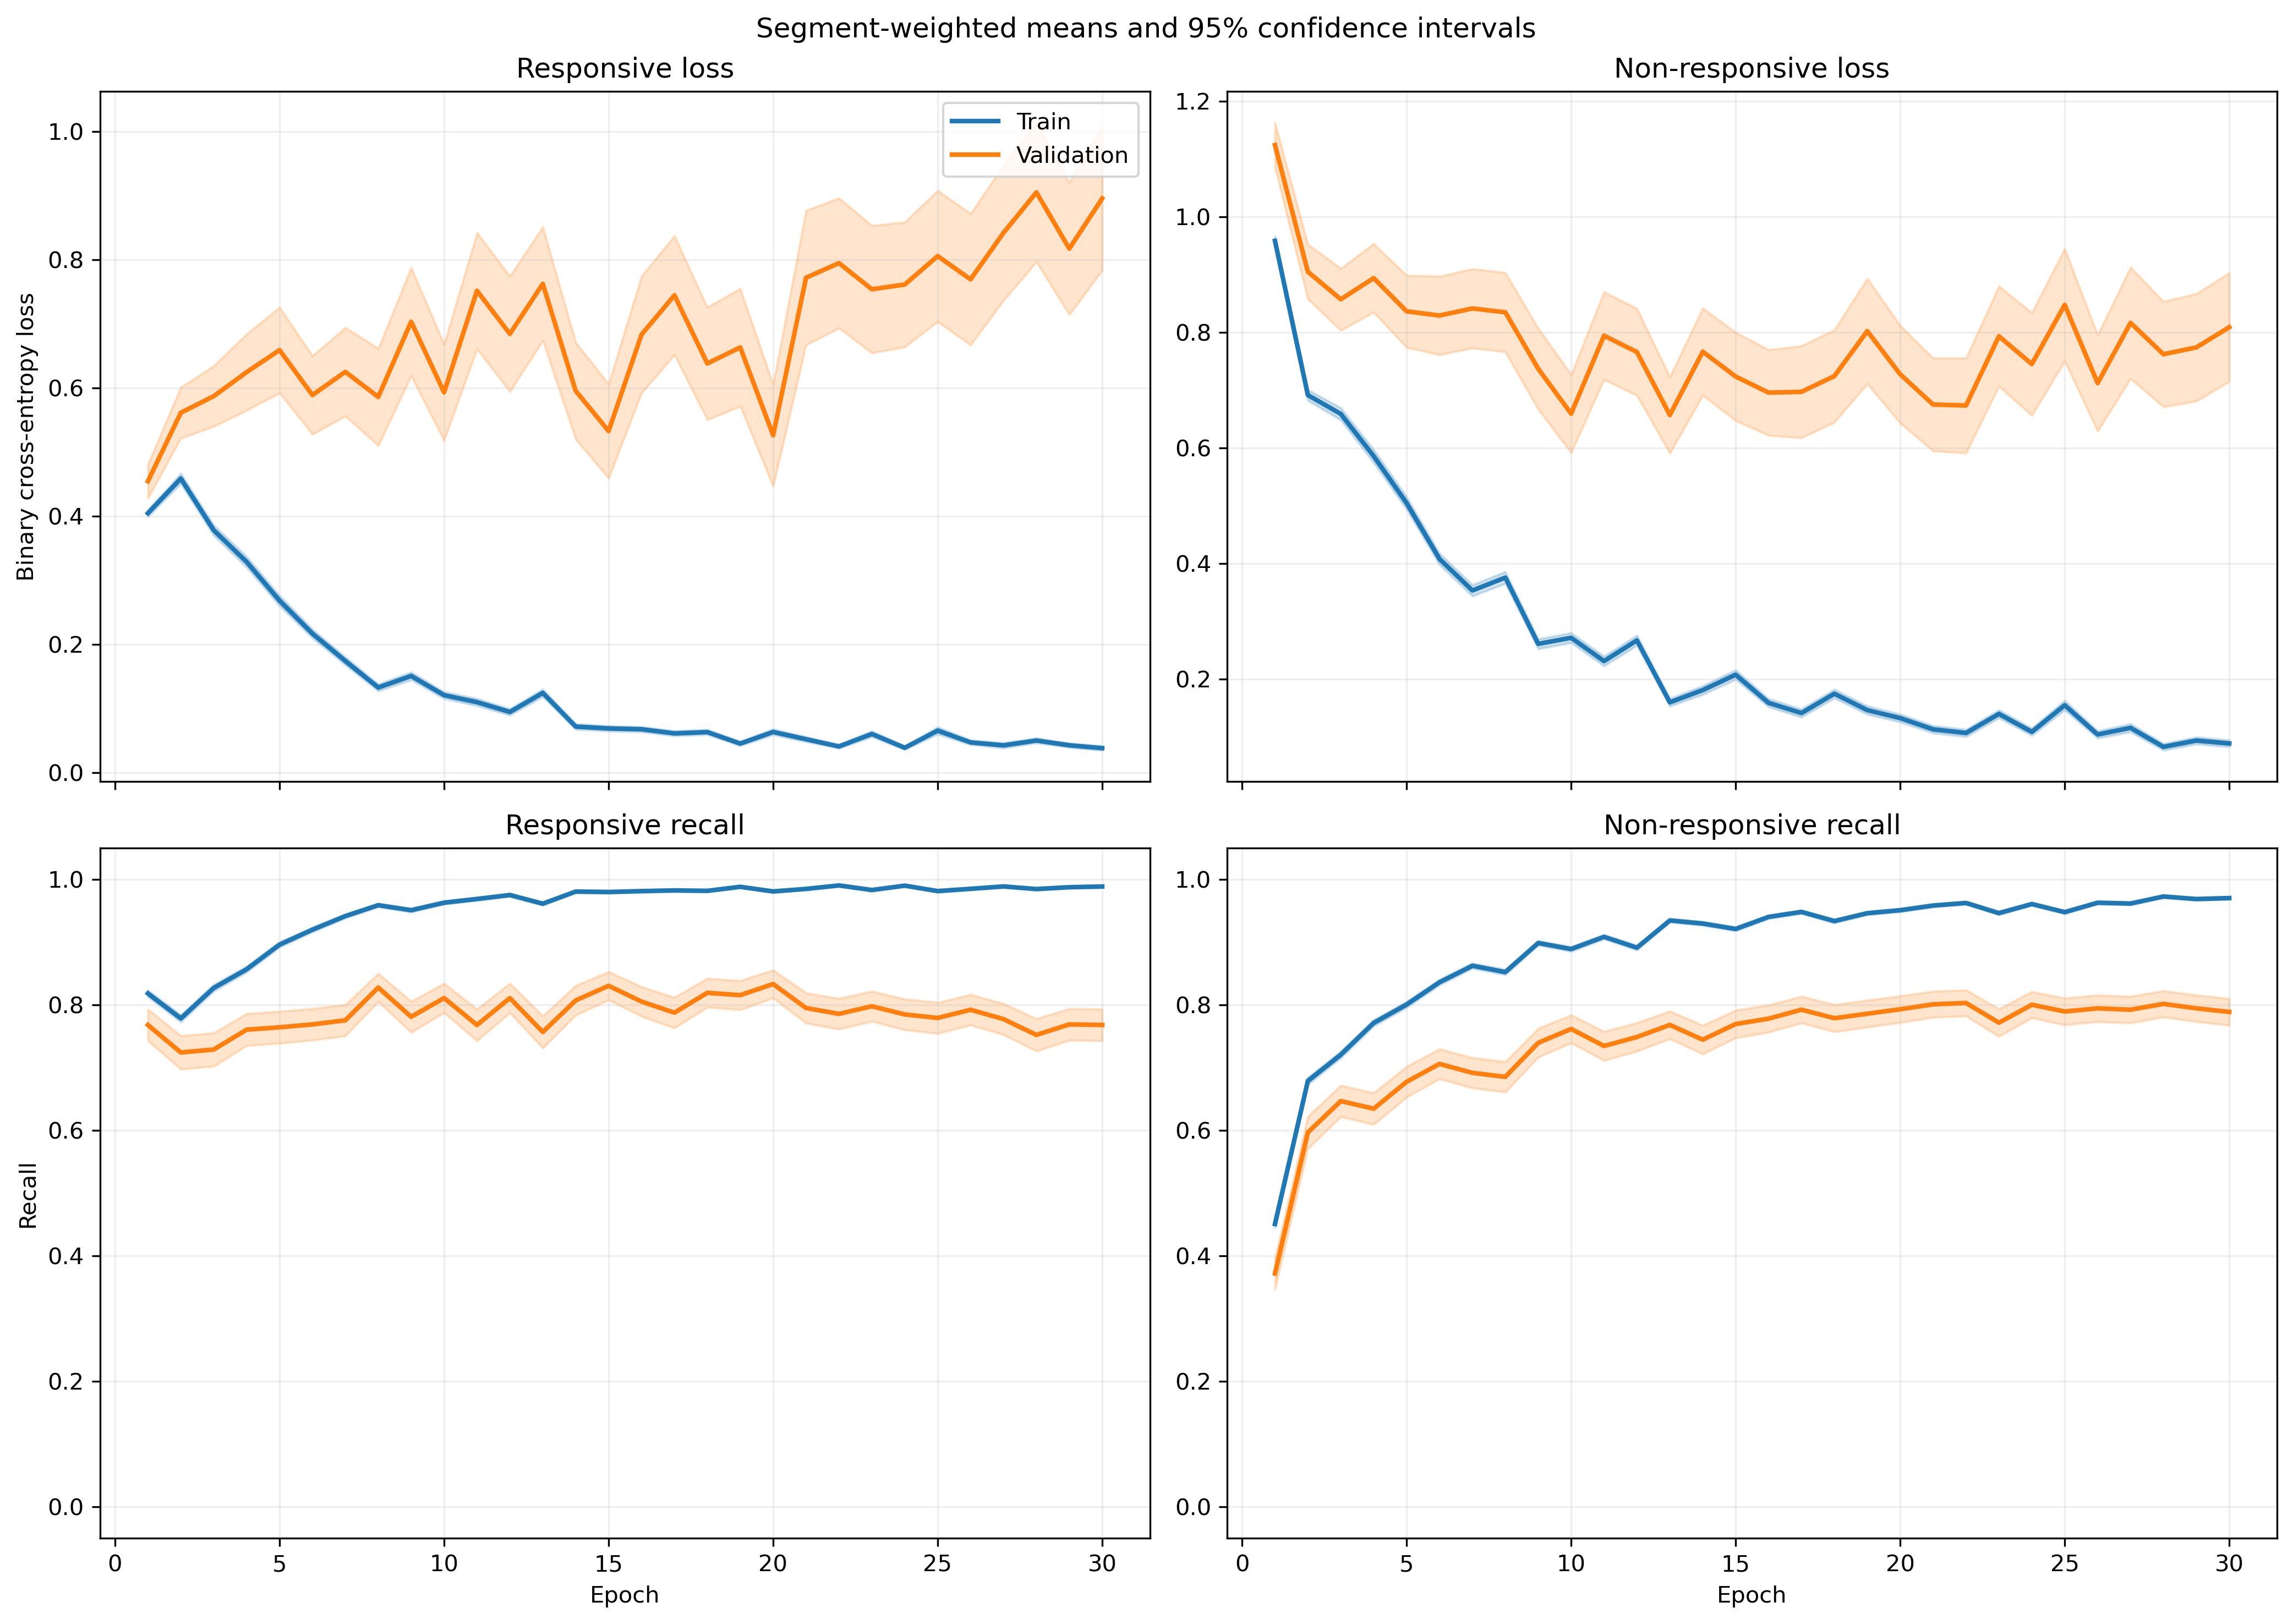 Segment-weighted means and 95% confidence intervals
Responsive loss
Non-responsive loss
Train
Validation
Binary cross-entropy loss
1.0
0.8
0.6
0.4
0.2
0.0
1.2
1.0
0.8
0.6
0.4
0.2
Responsive recall
Non-responsive recall
Recall
1.0
0.8
0.6
0.4
0.2
0.0
0 5 10 15 20 25 30
Epoch
1.0
0.8
0.6
0.4
0.2
0.0
0 5 10 15 20 25 30
Epoch